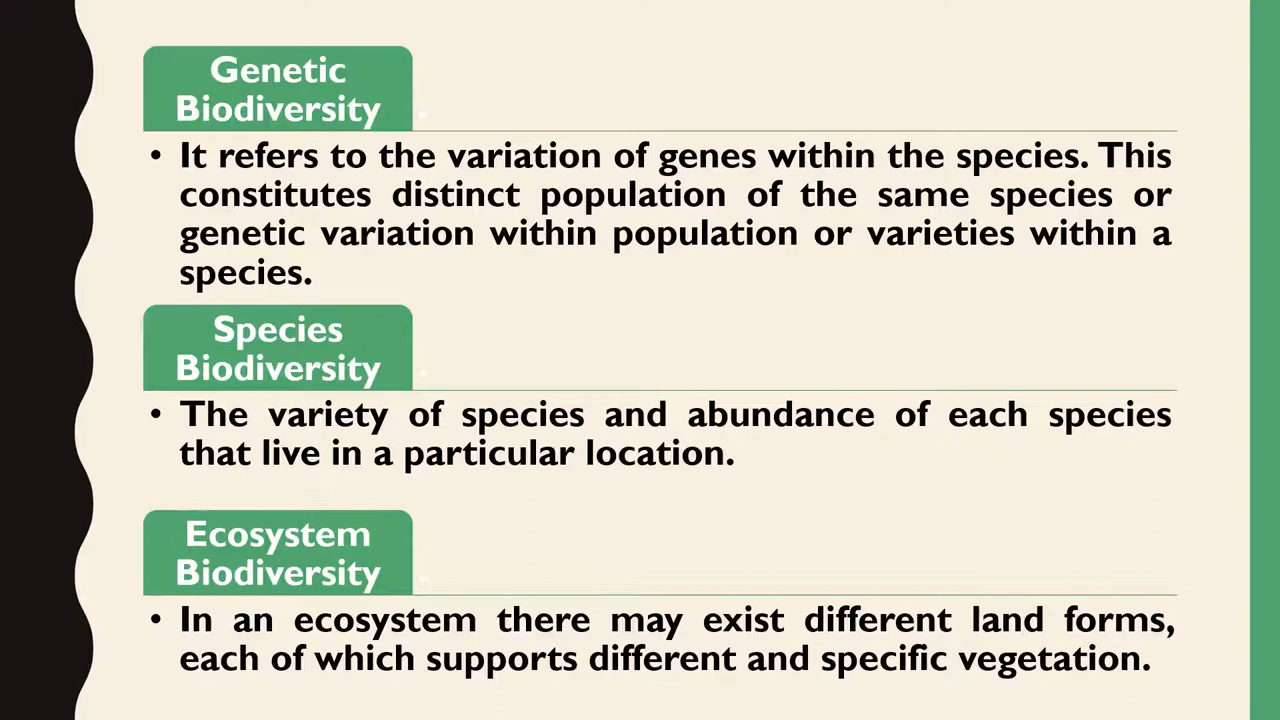 Genetic
Biodiversity
• It refers to the variation of genes within the species. This
constitutes distinct population of the same species or
genetic variation within population or varieties within a
species.
Species
Biodiversity
• The variety of species and abundance of each species
that live in a particular location.
Ecosystem
Biodiversity
• In an ecosystem there may exist different land forms,
each of which supports different and specific vegetation.